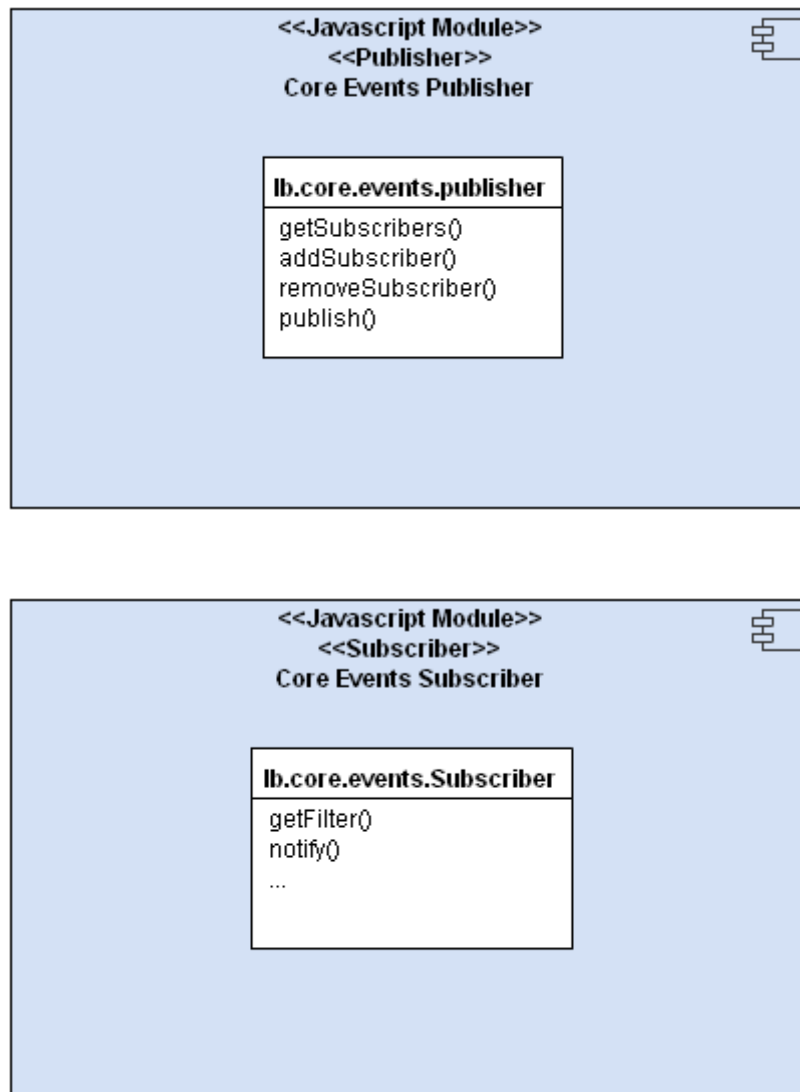 <<Javascript Module>>
<<Publisher>>
Core Events Publisher
lb.core.events.publisher
getSubscribers()
addSubscriber()
removeSubscriber()
publish()
<<Javascript Module>>
<<Subscriber>>
Core Events Subscriber
lb.core.events.Subscriber
getFilter()
notify()
...